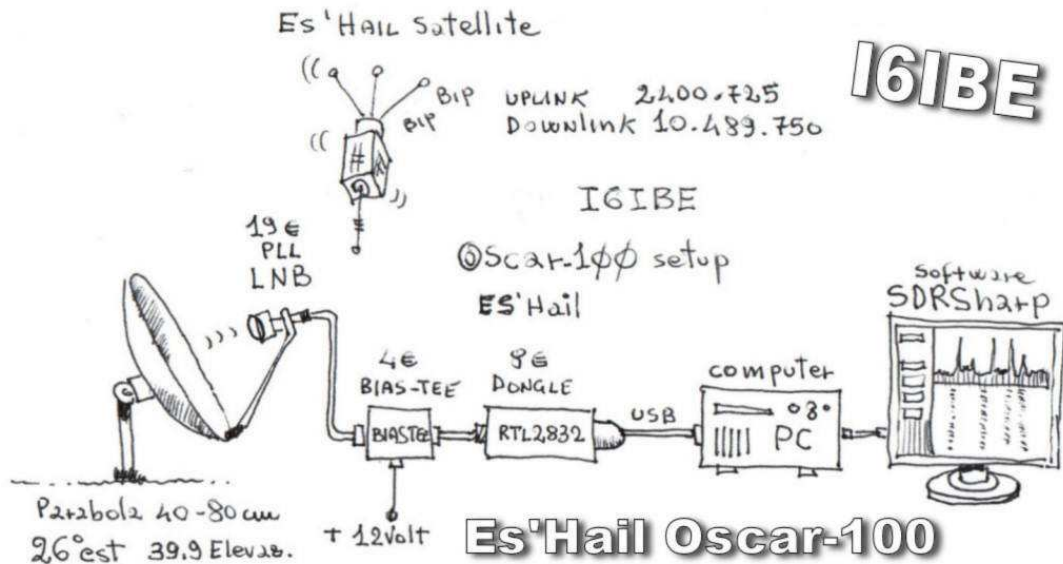 Es'HAIL Satellite
I6IBE
BIP
BIP
UPLINK 2400.725
DOWNLINK 10.489.750
I6IBE
OScar-100 setup
ES'Hail
19€
PLL
LNB
4€
BIAS-TEE
9€
DONGLE
computer
software
SDRSharp
BIASTEE
RTL2832
USB
PC
Parabola 40-80 cm
26°est 39,9 Elevaz.
+ 12Volt
Es'Hail Oscar-100